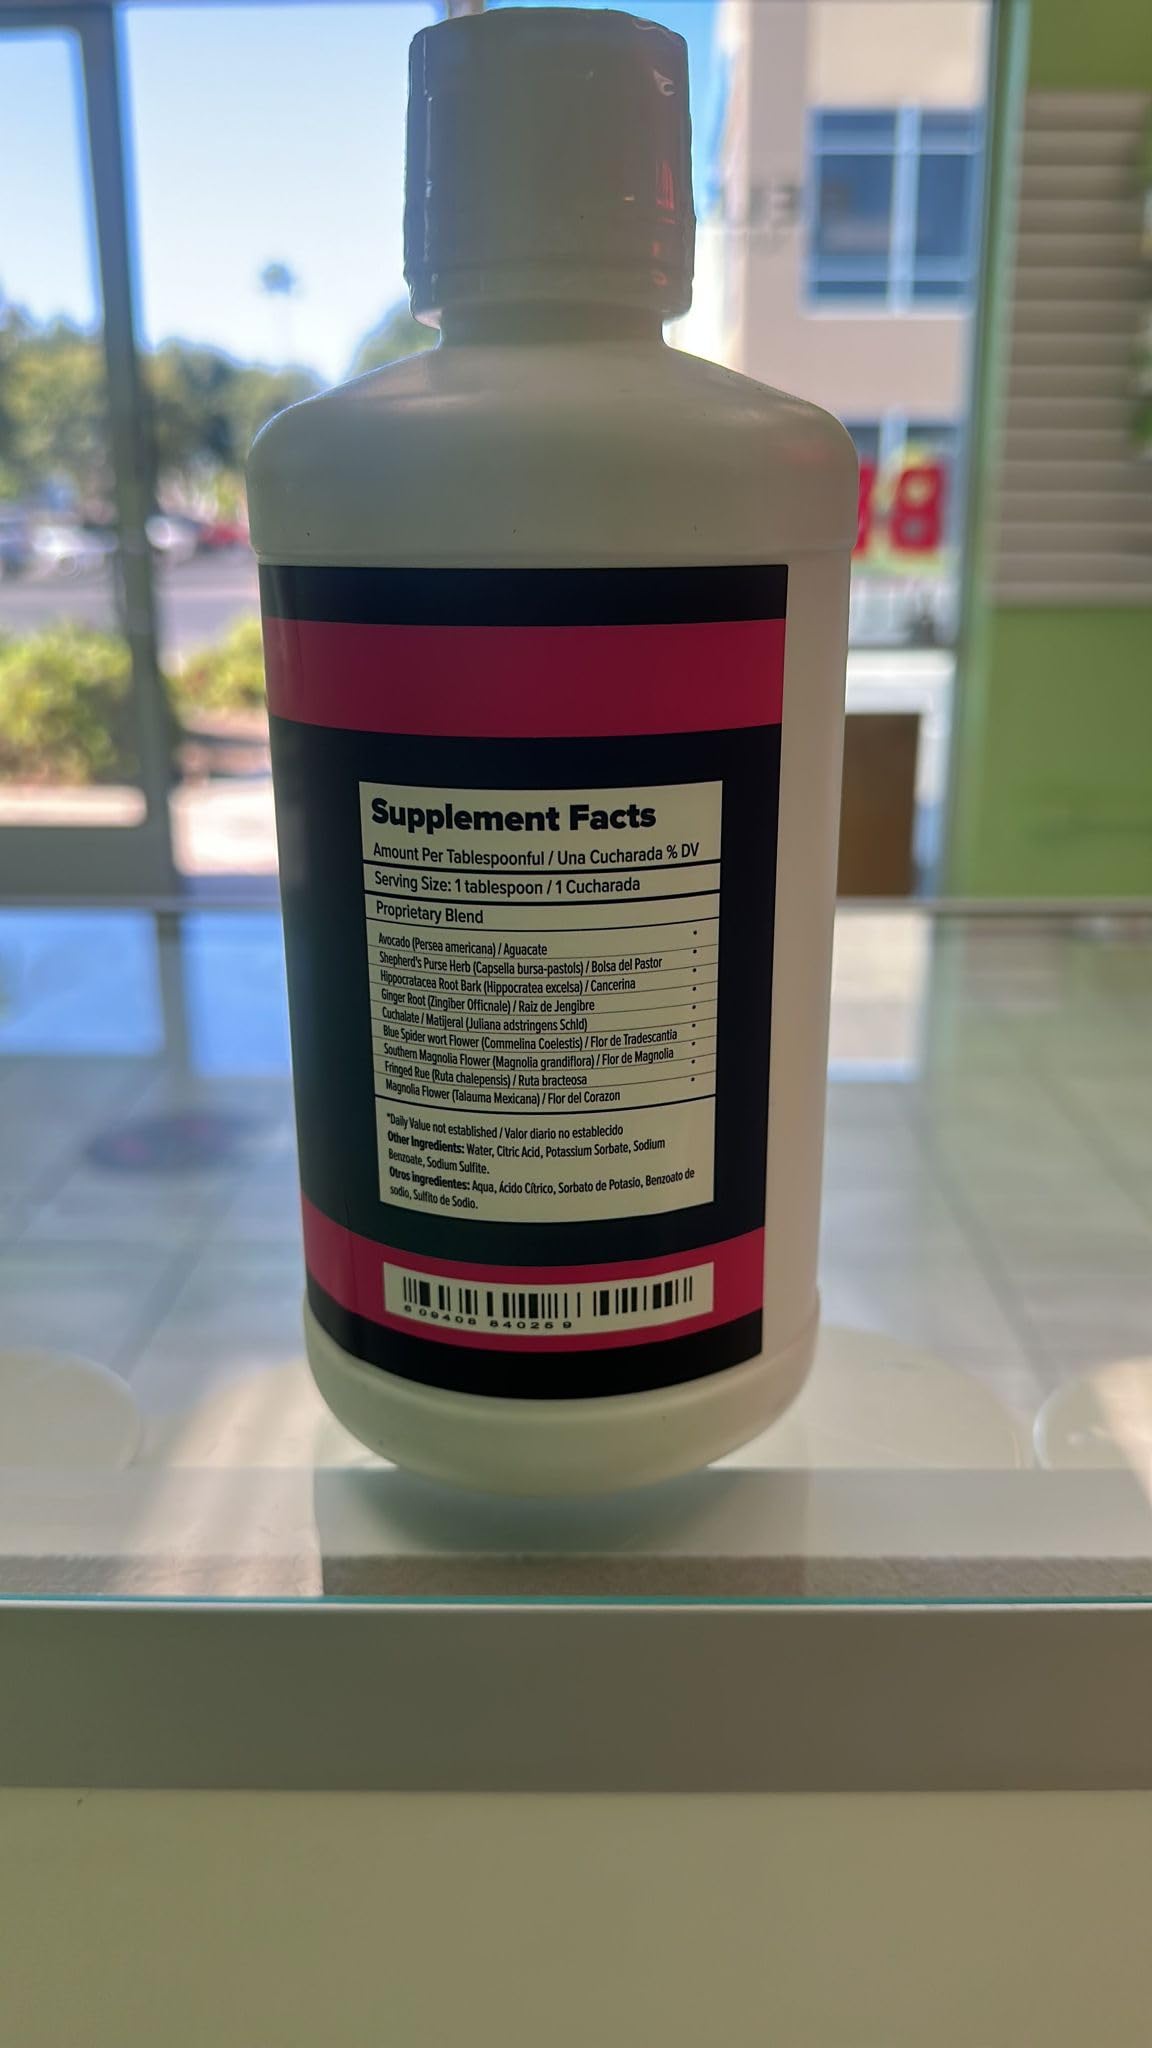 Supplement Facts
Amount Per Tablespoonful / Una Cucharada % DV
Serving Size: 1 tablespoon / 1 Cucharada
Proprietary Blend
Avocado (Persea americana) / Aguacate *
Shepherd's Purse Herb (Capsella bursa-pastols) / Bolsa del Pastor *
Hippocratacea Root Bark (Hippocratea excelsa) / Cancerina *
Ginger Root (Zingiber Officnale) / Raiz de Jengibre *
Cuchalate / Matijeral (Juliana adstringens Schld) *
Blue Spider wort Flower (Commelina Coelestis) / Flor de Tradescantia *
Southern Magnolia Flower (Magnolia grandiflora) / Flor de Magnolia *
Fringed Rue (Ruta chalepensis) / Ruta bracteosa *
Magnolia Flower (Talauma Mexicana) / Flor del Corazon *
*Daily Value not established / Valor diario no establecido
Other Ingredients: Water, Citric Acid, Potassium Sorbate, Sodium
Benzoate, Sodium Sulfite.
Otros ingredientes: Aqua, Ácido Cítrico, Sorbato de Potasio, Benzoato de
sodio, Sulfito de Sodio.
6 09408 84025 9